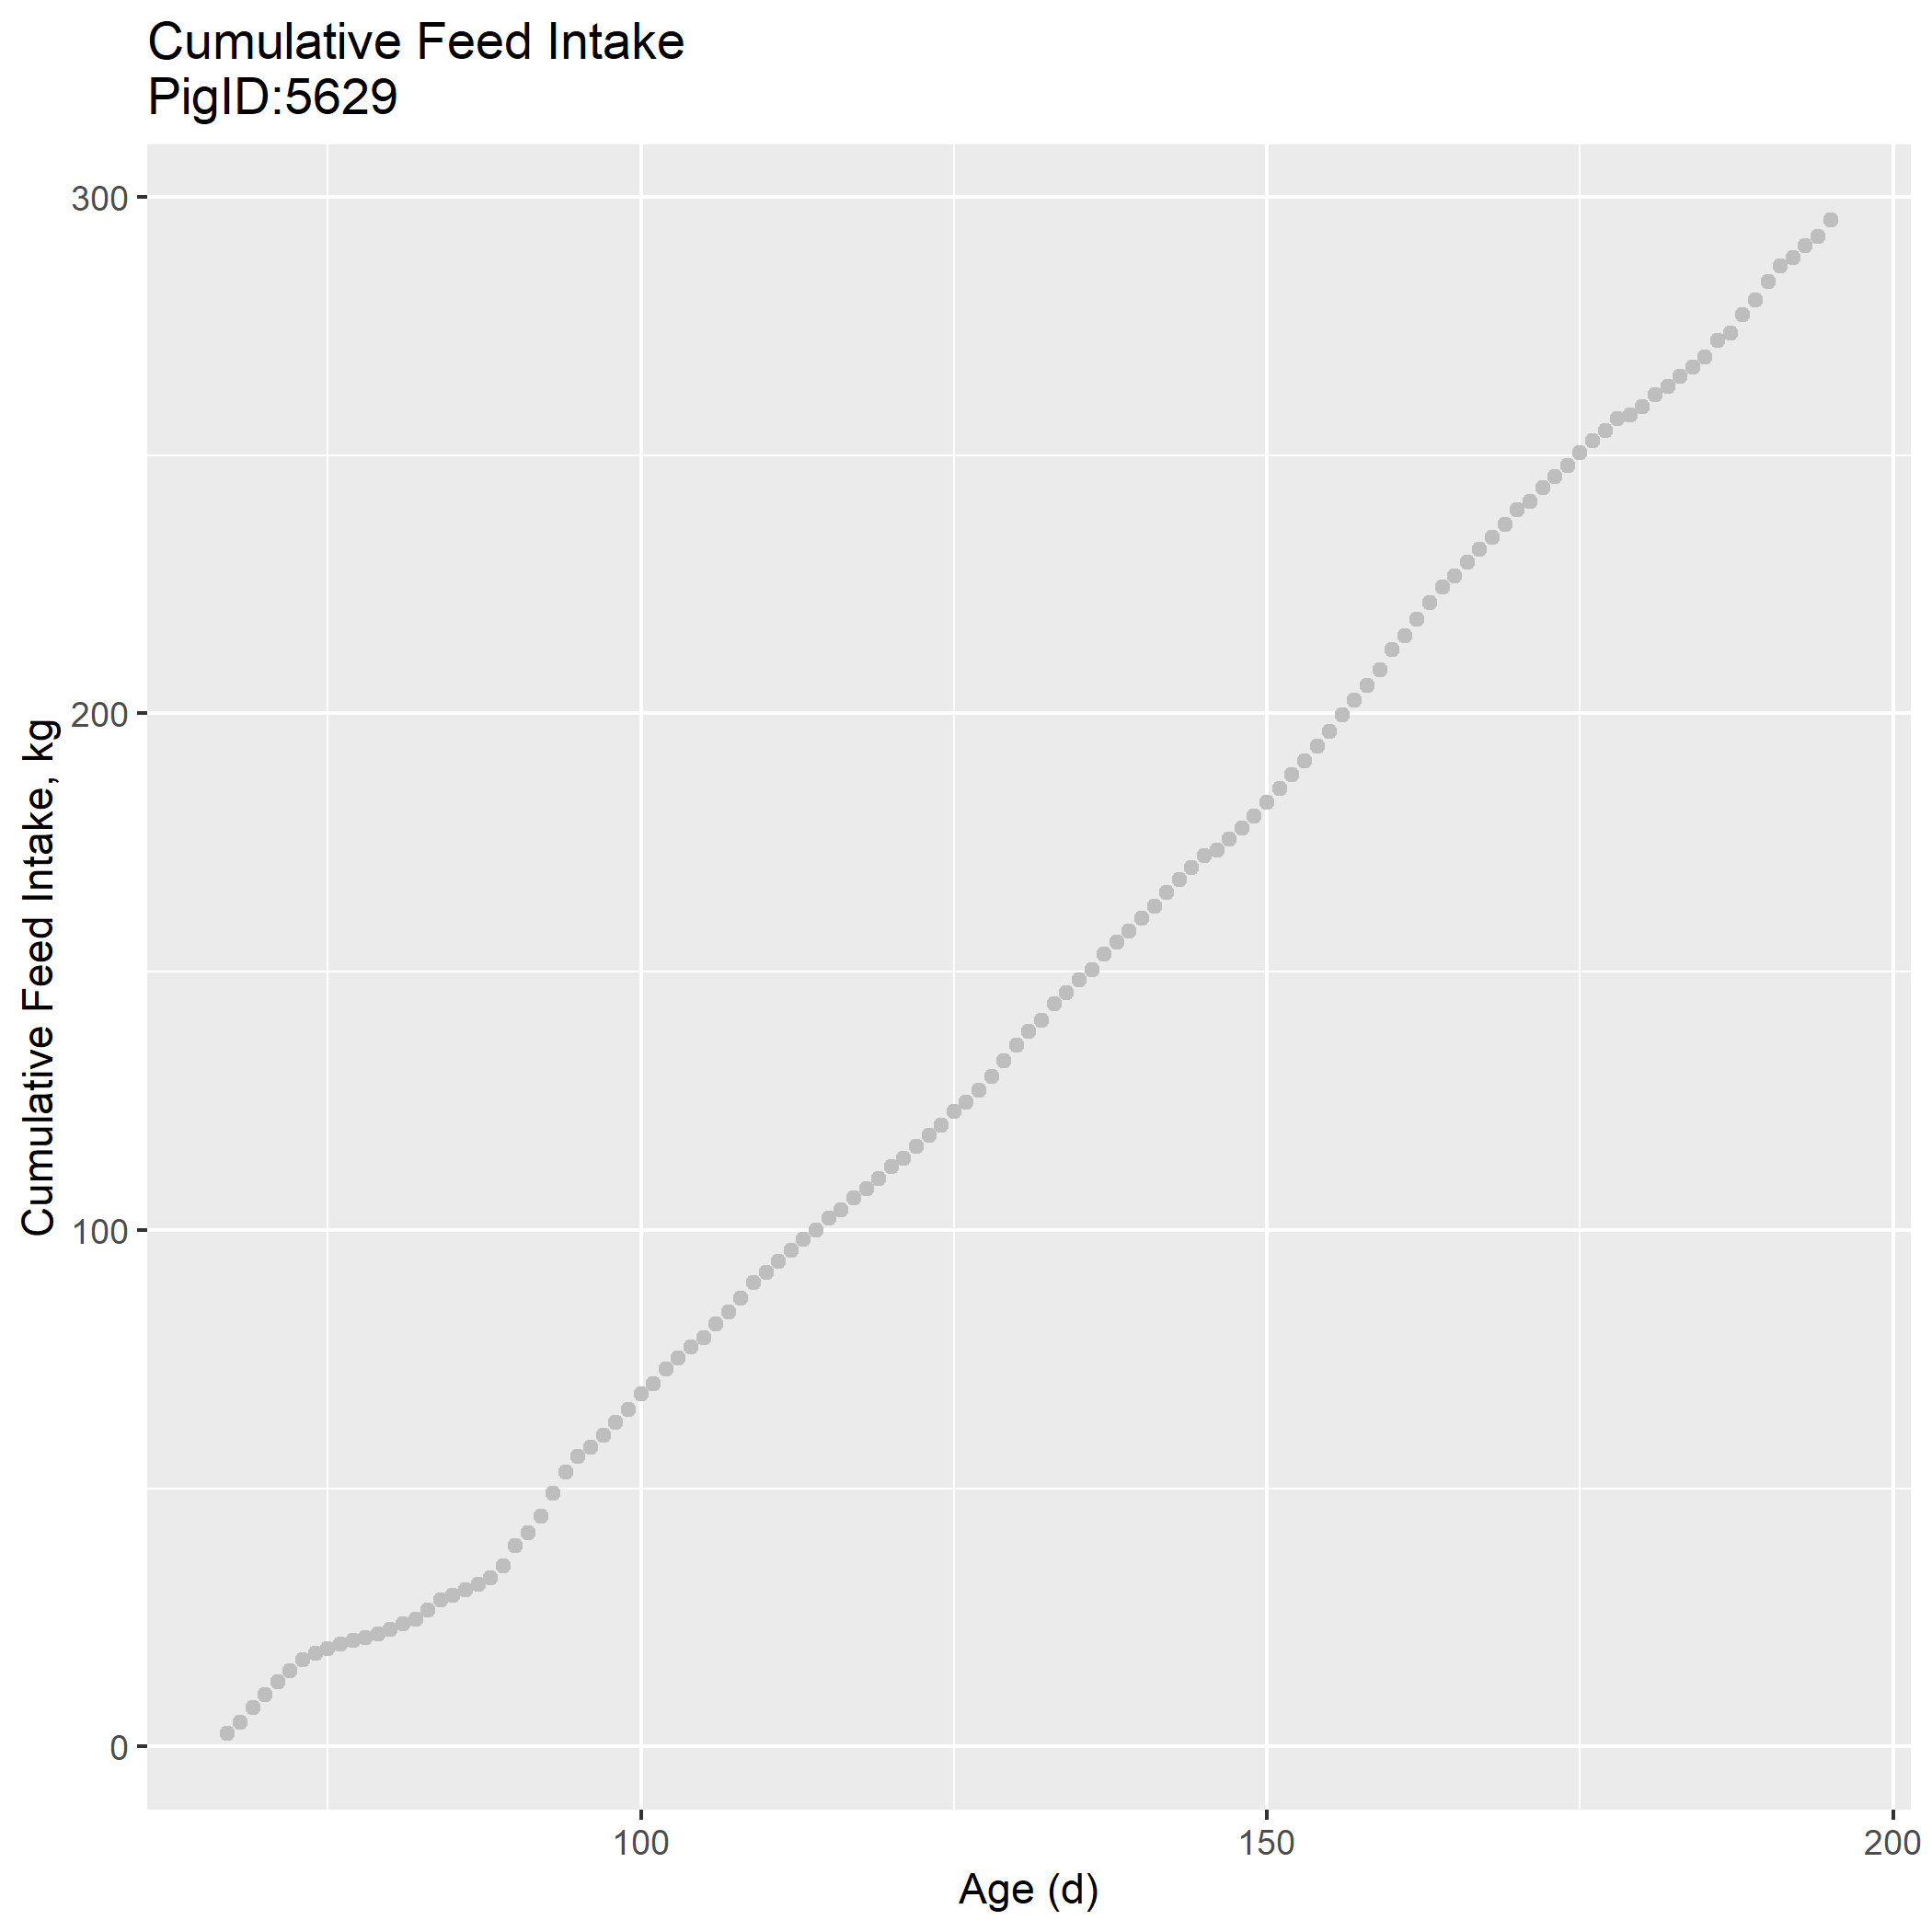 Cumulative Feed Intake
PigID:5629
300
200
100
0
Cumulative Feed Intake, kg
100
150
200
Age (d)